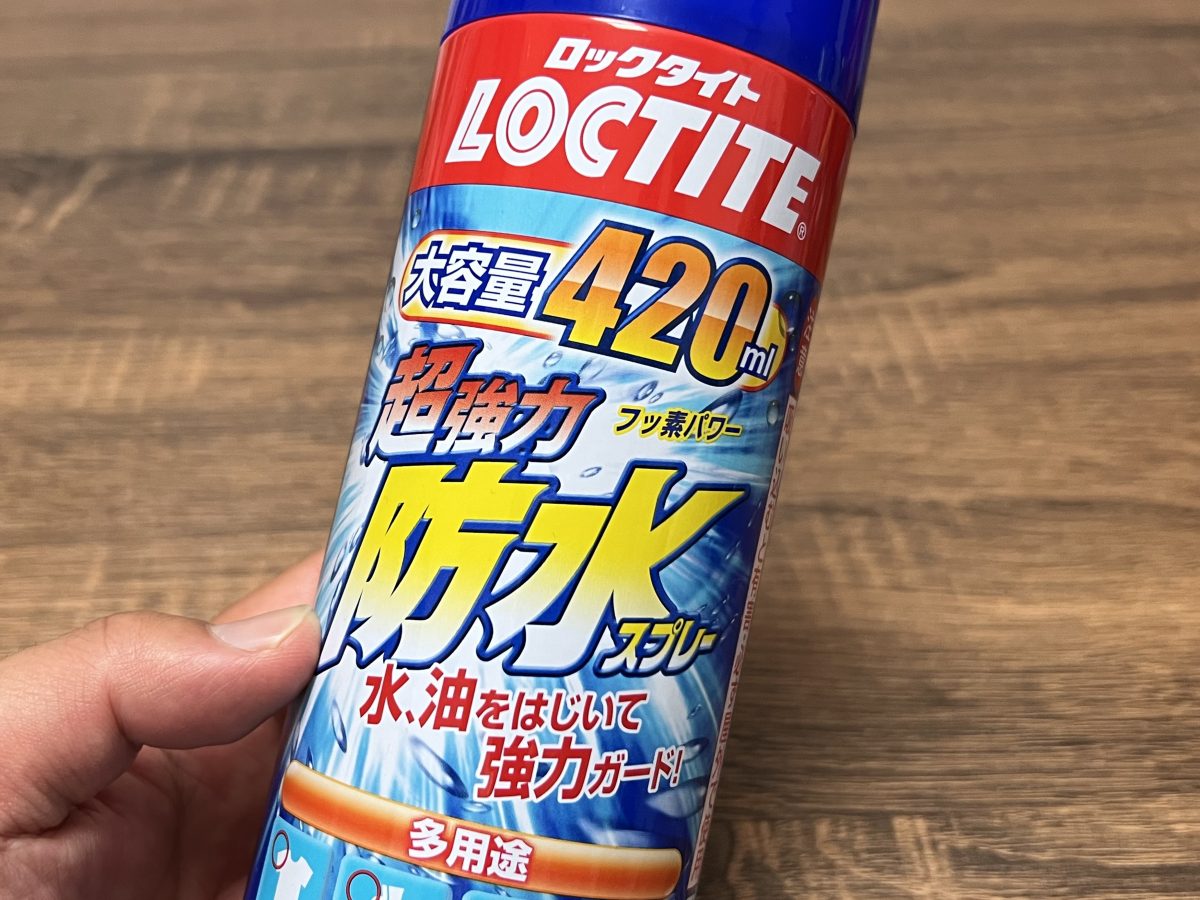 ロックタイト
LOCTITE®
大容量420ml
超強力 フッ素パワー
防水スプレー
水、油をはじいて
強力ガード!
多用途